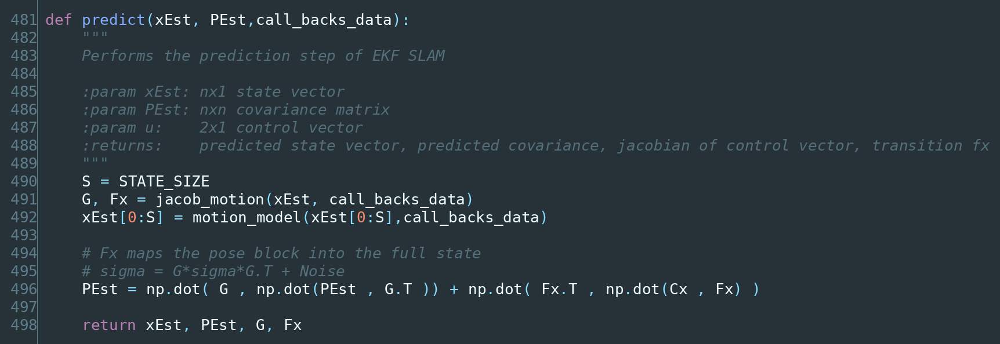 481 def predict(xEst, PEst,call_backs_data):
482     """
483     Performs the prediction step of EKF SLAM
484
485     :param xEst: nx1 state vector
486     :param PEst: nxn covariance matrix
487     :param u:    2x1 control vector
488     :returns:    predicted state vector, predicted covariance, jacobian of control vector, transition fx
489     """
490     S = STATE_SIZE
491     G, Fx = jacob_motion(xEst, call_backs_data)
492     xEst[0:S] = motion_model(xEst[0:S],call_backs_data)
493
494     # Fx maps the pose block into the full state
495     # sigma = G*sigma*G.T + Noise
496     PEst = np.dot( G , np.dot(PEst , G.T )) + np.dot( Fx.T , np.dot(Cx , Fx) )
497
498     return xEst, PEst, G, Fx